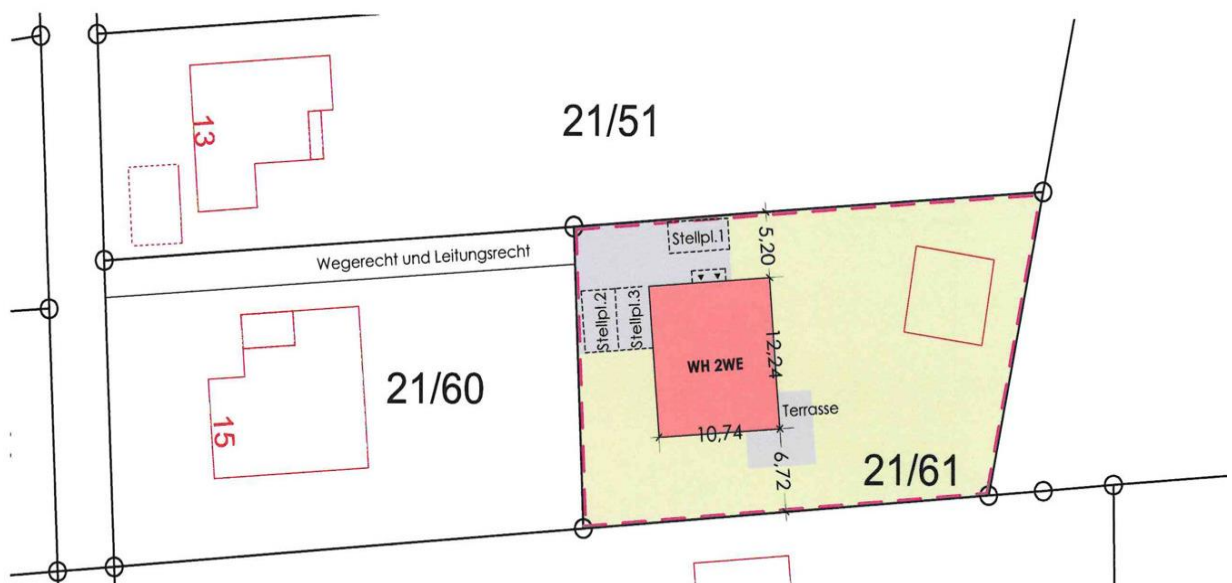 13
21/51
Wegerecht und Leitungsrecht
Stellpl.1
5,20
Stellpl.2
Stellpl.3
WH 2WE
12,24
21/60
15
Terrasse
10,74
6,72
21/61